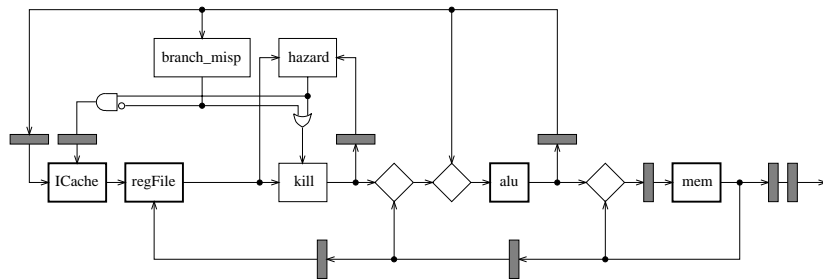 branch_misp
hazard
ICache
regFile
kill
alu
mem